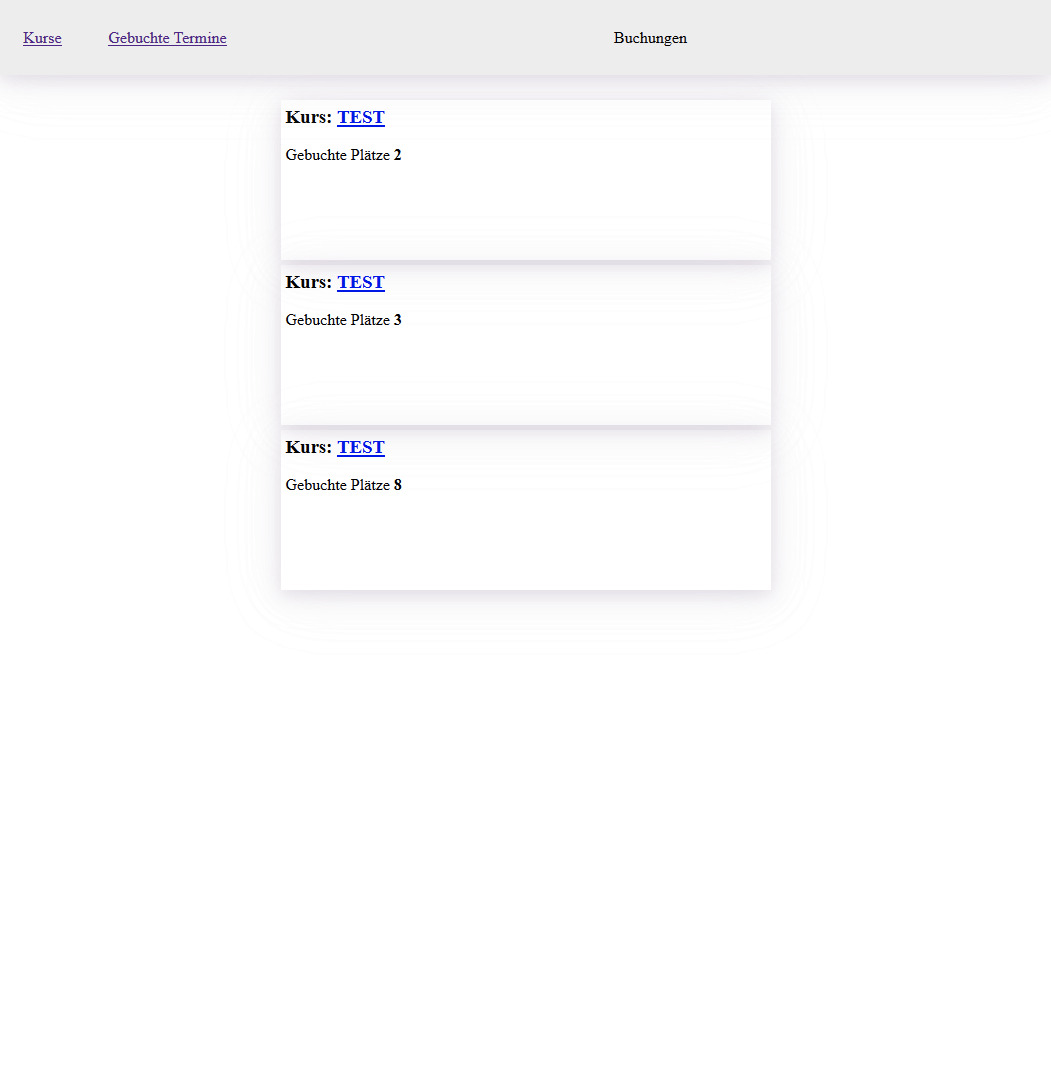 Kurse Gebuchte Termine Buchungen
Kurs: TEST
Gebuchte Plätze 2
Kurs: TEST
Gebuchte Plätze 3
Kurs: TEST
Gebuchte Plätze 8